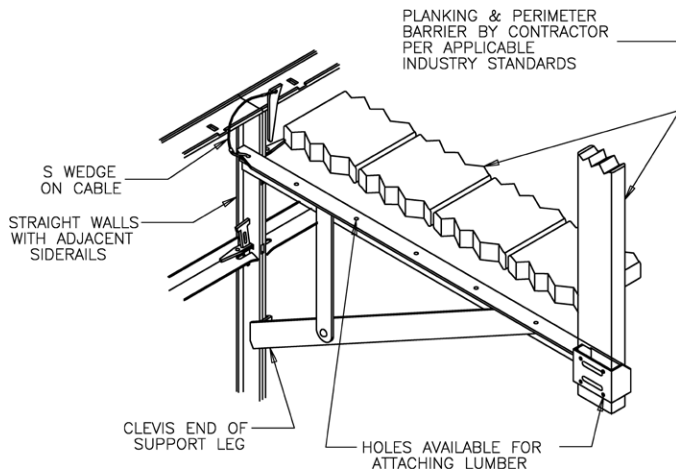 PLANKING & PERIMETER
BARRIER BY CONTRACTOR
PER APPLICABLE
INDUSTRY STANDARDS
S WEDGE
ON CABLE
STRAIGHT WALLS
WITH ADJACENT
SIDERAILS
CLEVIS END OF
SUPPORT LEG
HOLES AVAILABLE FOR
ATTACHING LUMBER